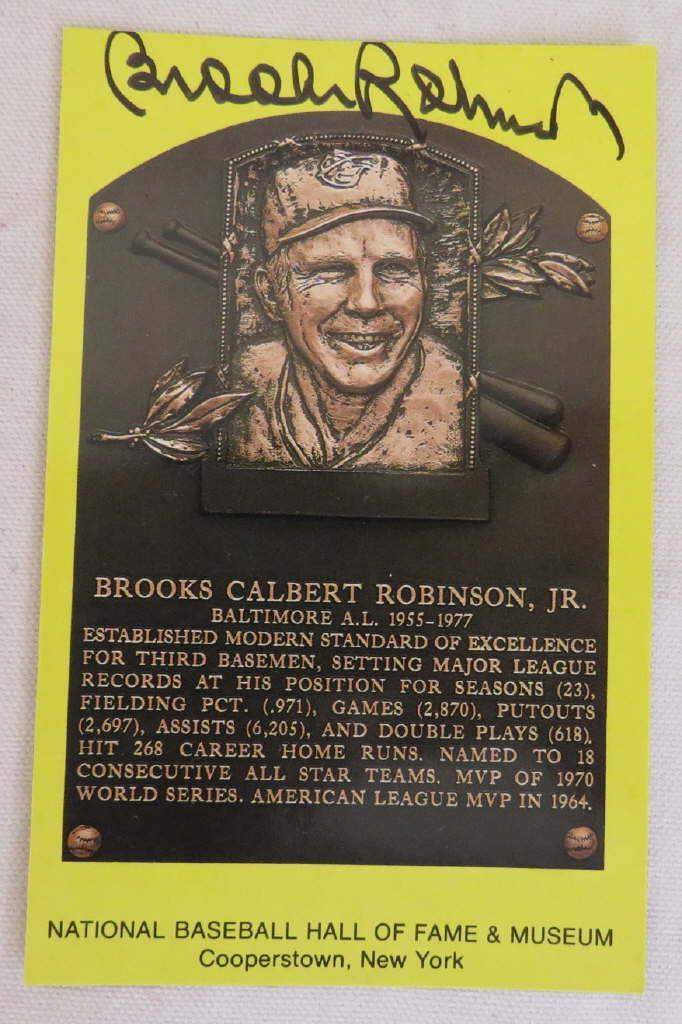 Brooks Robinson
BROOKS CALBERT ROBINSON, JR.
BALTIMORE A.L. 1955–1977
ESTABLISHED MODERN STANDARD OF EXCELLENCE
FOR THIRD BASEMEN, SETTING MAJOR LEAGUE
RECORDS AT HIS POSITION FOR SEASONS (23),
FIELDING PCT. (.971), GAMES (2,870), PUTOUTS
(2,697), ASSISTS (6,205), AND DOUBLE PLAYS (618).
HIT 268 CAREER HOME RUNS. NAMED TO 18
CONSECUTIVE ALL STAR TEAMS. MVP OF 1970
WORLD SERIES. AMERICAN LEAGUE MVP IN 1964.
NATIONAL BASEBALL HALL OF FAME & MUSEUM
Cooperstown, New York